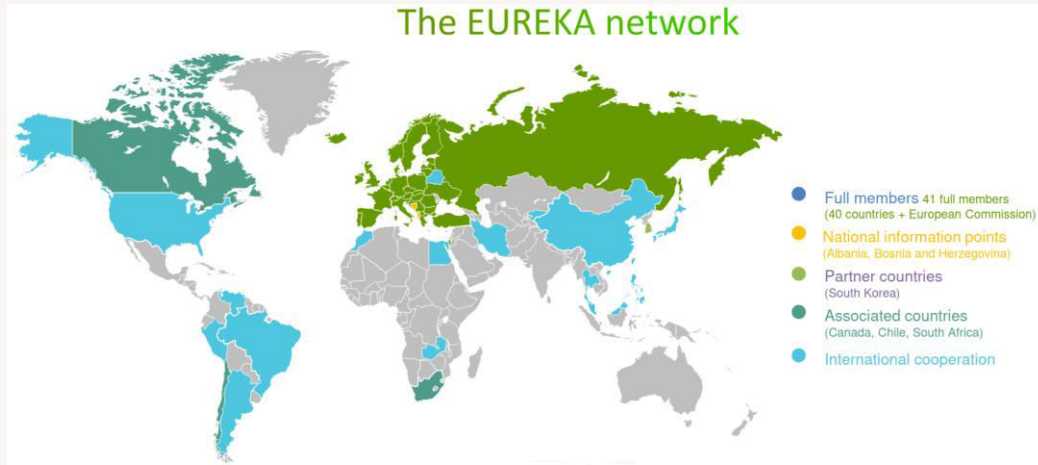 The EUREKA network
Full members 41 full members
(40 countries + European Commission)
National information points
(Albania, Bosnia and Herzegovina)
Partner countries
(South Korea)
Associated countries
(Canada, Chile, South Africa)
International cooperation